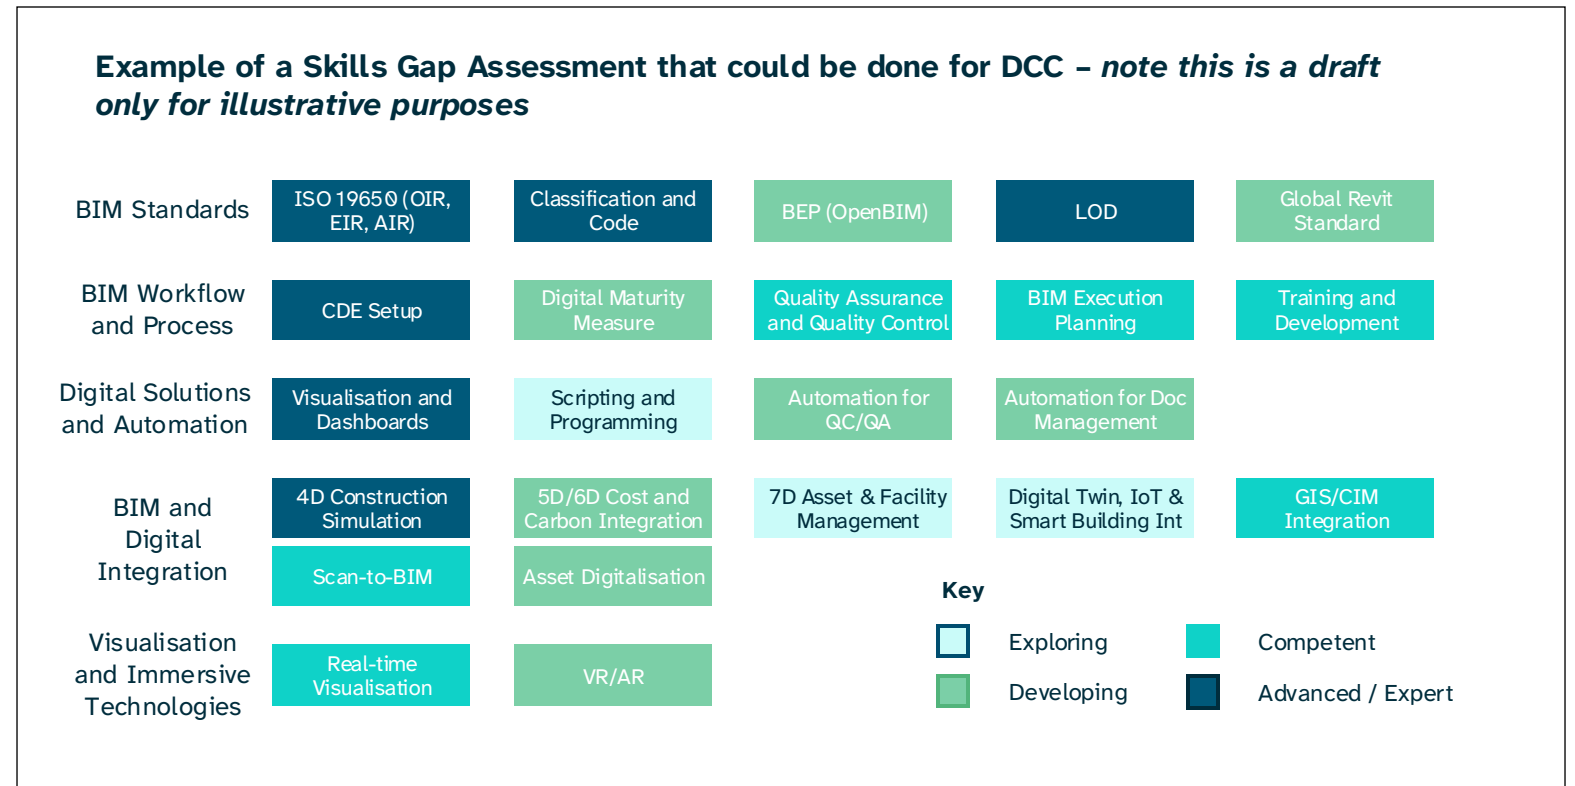 Example of a Skills Gap Assessment that could be done for DCC – note this is a draft
only for illustrative purposes
BIM Standards
ISO 19650 (OIR,
EIR, AIR)
Classification and
Code
BEP (OpenBIM)
LOD
Global Revit
Standard
BIM Workflow
and Process
CDE Setup
Digital Maturity
Measure
Quality Assurance
and Quality Control
BIM Execution
Planning
Training and
Development
Digital Solutions
and Automation
Visualisation and
Dashboards
Scripting and
Programming
Automation for
QC/QA
Automation for Doc
Management
BIM and
Digital
Integration
4D Construction
Simulation
5D/6D Cost and
Carbon Integration
7D Asset & Facility
Management
Digital Twin, IoT &
Smart Building Int
GIS/CIM
Integration
Scan-to-BIM
Asset Digitalisation
Visualisation
and Immersive
Technologies
Real-time
Visualisation
VR/AR
Key
Exploring
Competent
Developing
Advanced / Expert